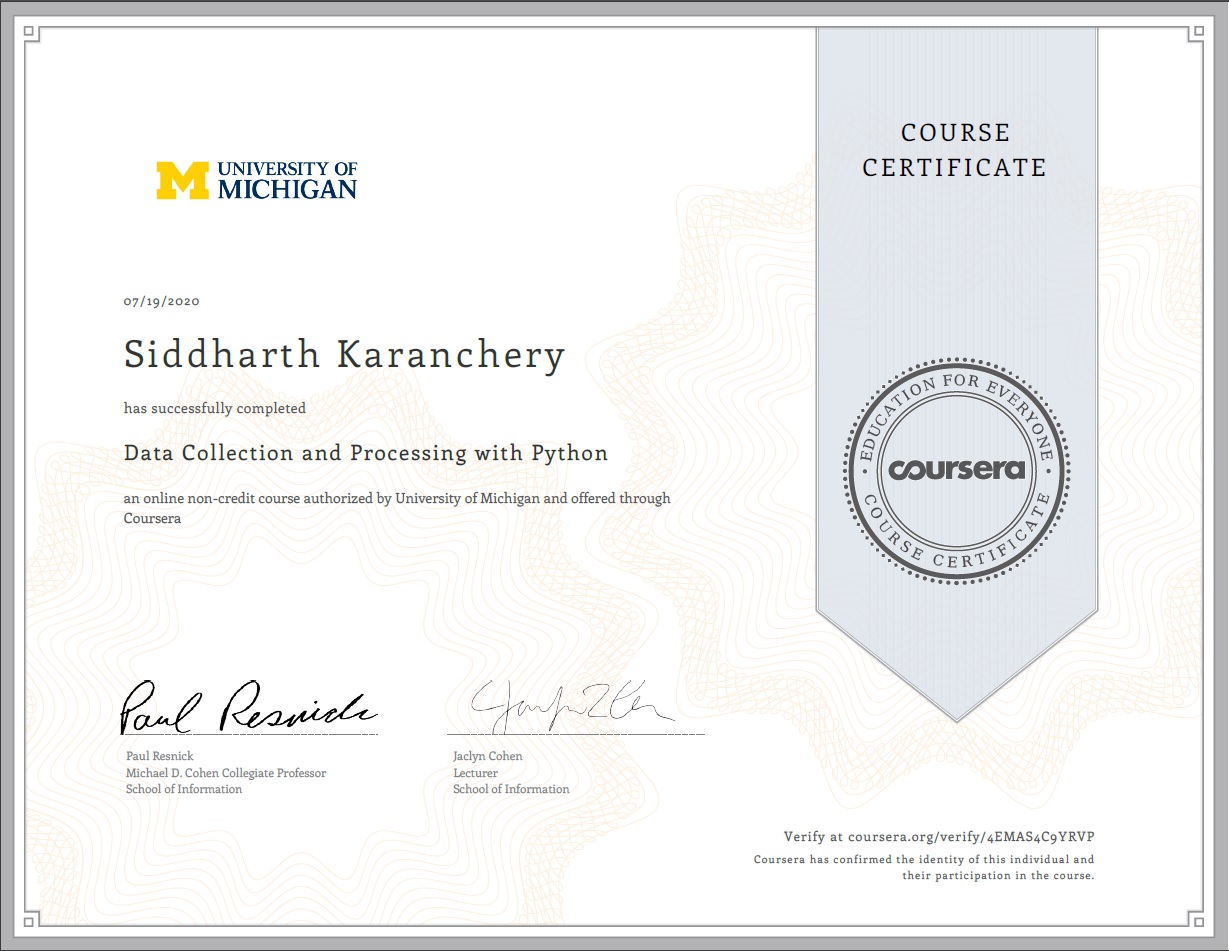 COURSE
CERTIFICATE
M UNIVERSITY OF
MICHIGAN
07/19/2020
Siddharth Karanchery
has successfully completed
Data Collection and Processing with Python
an online non-credit course authorized by University of Michigan and offered through
Coursera
EDUCATION FOR EVERYONE
coursera
COURSE CERTIFICATE
Paul Resnick
Paul Resnick
Michael D. Cohen Collegiate Professor
School of Information
Jaclyn Cohen
Lecturer
School of Information
Verify at coursera.org/verify/4EMAS4C9YRVP
Coursera has confirmed the identity of this individual and
their participation in the course.